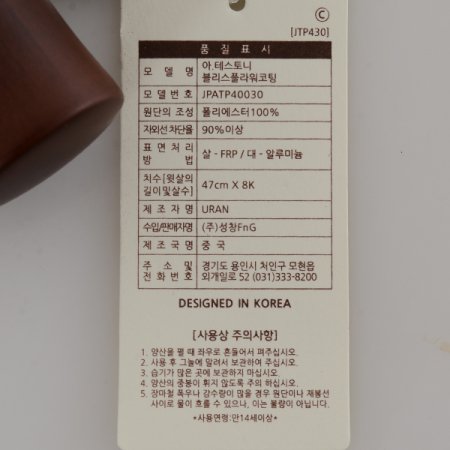 Ⓒ
[JTP430]
품 질 표 시
모 델 명 아.테스토니
블리스플라워코팅
모 델 번 호 JPATP40030
원단의 조성 폴리에스터100%
자외선 차단율 90%이상
표 면 처 리
방 법 살 - FRP / 대 - 알루미늄
치수[윗살의
길이및살수] 47cm X 8K
제 조 자 명 URAN
수입/판매자명 (주)성창FnG
제 조 국 명 중 국
주 소 및 경기도 용인시 처인구 모현읍
전 화 번 호 외개일로 52 (031)333-8200
DESIGNED IN KOREA
[사용상 주의사항]
1. 양산을 펼 때 좌우로 흔들어서 펴주십시오.
2. 사용 후 그늘에 말려서 보관하여 주십시오.
3. 습기가 많은 곳에 보관하지 마십시오.
4. 양산의 중봉이 휘지 않도록 주의 하십시오.
5. 장마철 폭우나 강수량이 많을 경우 원단이나 재봉선
사이로 물이 흐를 수 있으나, 이는 불량이 아닙니다.
*사용연령:만14세이상*